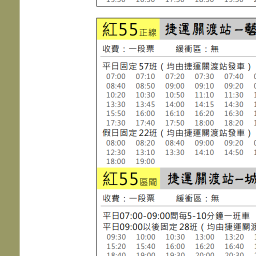 紅55正線 捷運關渡站－藝
收費：一段票 緩衝區：無
平日固定57班（均由捷運關渡站發車）
07:00 07:10 07:20 07:30 07:40
08:40 08:50 09:00 09:10 09:20
10:20 10:30 10:50 11:10 11:30
13:30 13:45 14:00 14:15 14:30
15:50 16:00 16:10 16:20 16:30
17:30 17:40 17:50 18:00 18:20
假日固定22班（均由捷運關渡站發車）
08:00 08:20 08:40 09:00 09:20
12:30 13:10 13:30 14:10 14:50
18:00 19:00
紅55區間 捷運關渡站－城
收費：一段票 緩衝區：無
平日07:00-09:00間每5-10分鐘一班車
平日09:00以後固定28班（均由捷運關渡
09:30 10:00 10:30 13:00 13:20
15:20 15:40 16:00 16:20 16:40
18:40 19:00 19:30 20:00 20:30